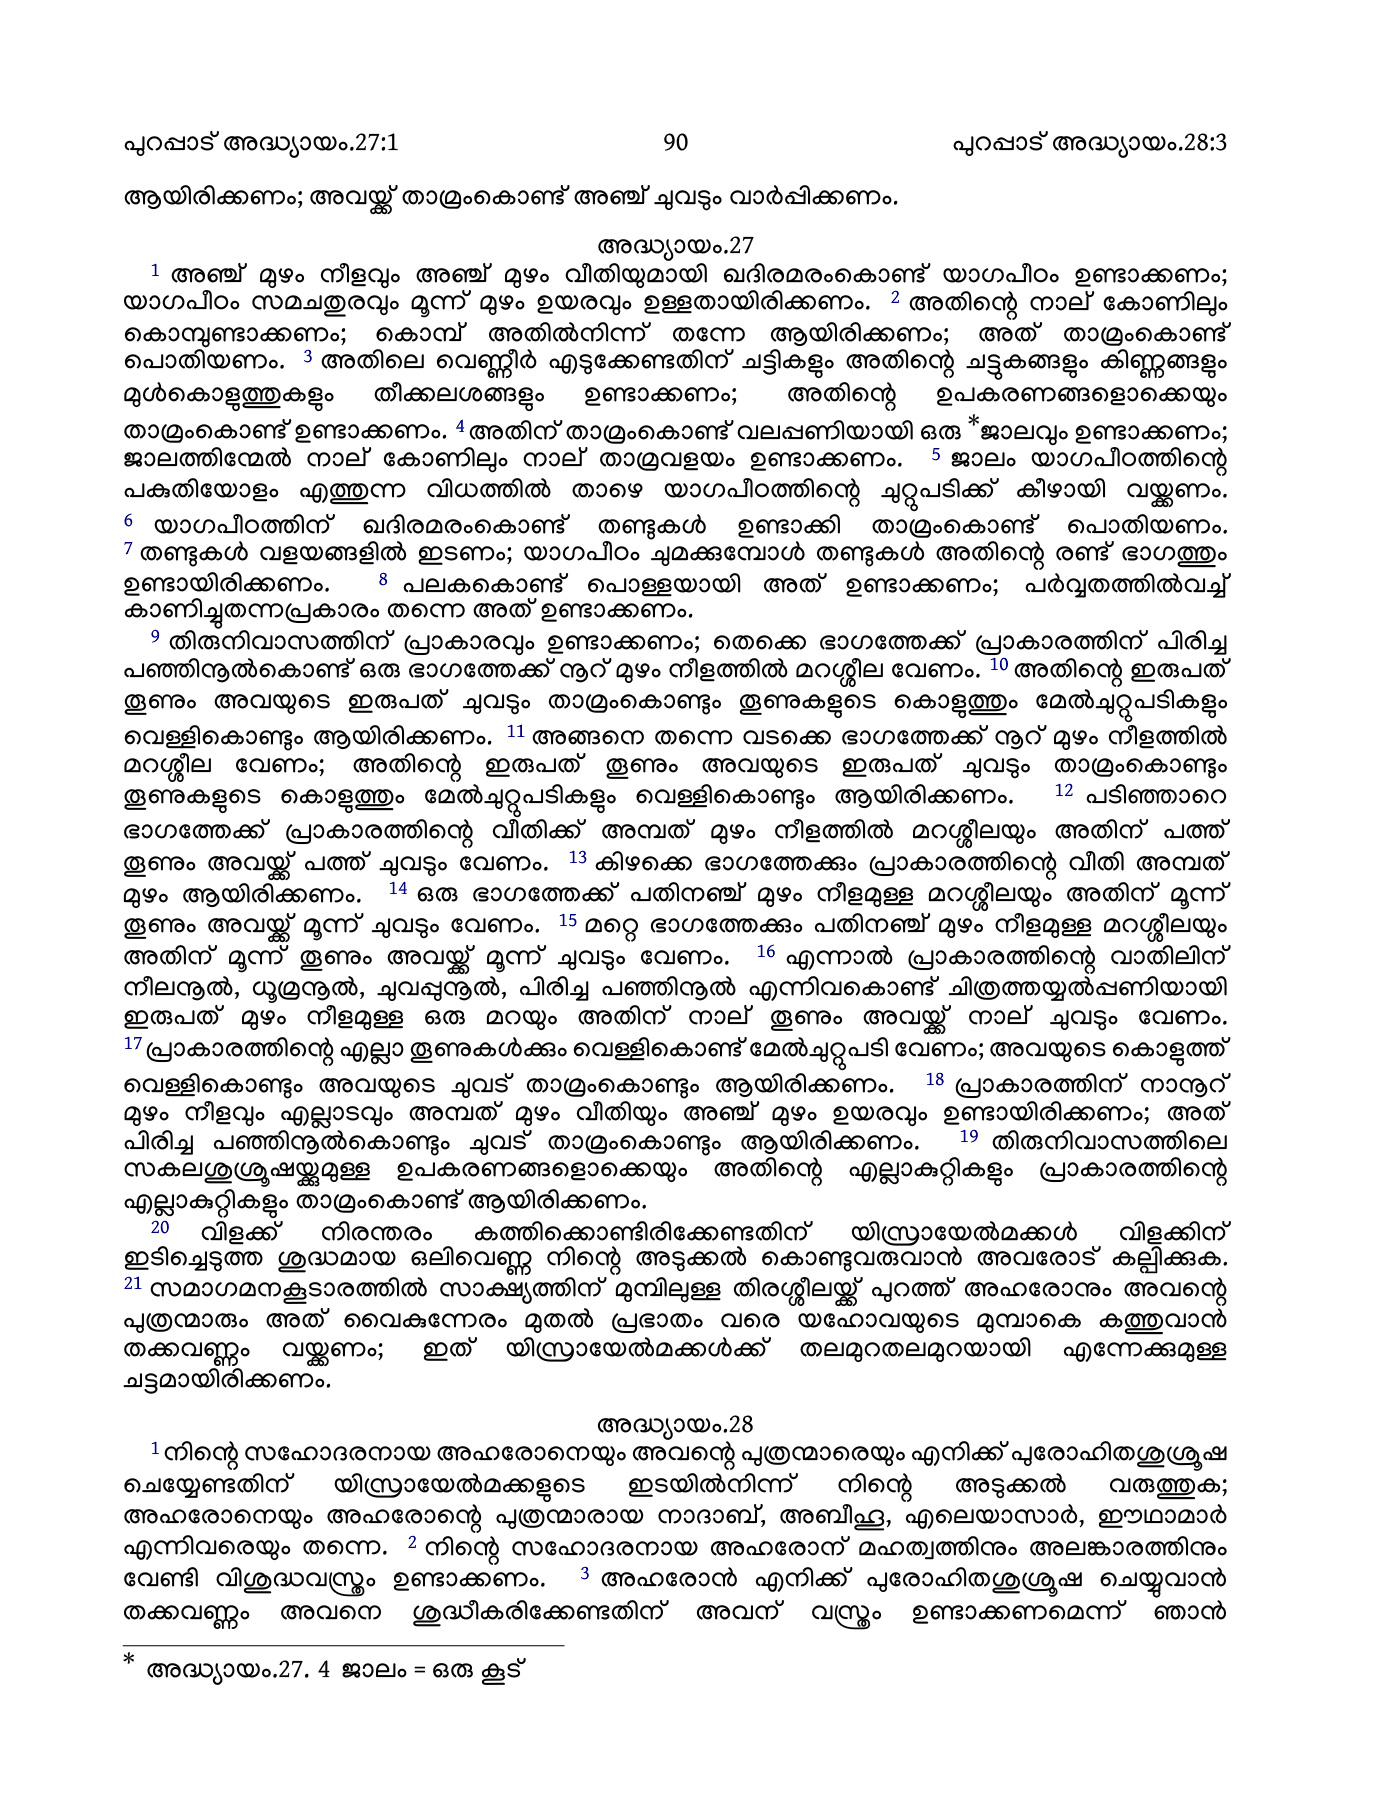 പുറപ്പാട് അദ്ധ്യായം.27:1 90 പുറപ്പാട് അദ്ധ്യായം.28:3
ആയിരിക്കണം; അവയ്ക്ക് താമ്രംകൊണ്ട് അഞ്ച് ചുവടും വാർപ്പിക്കണം.
അദ്ധ്യായം.27
1 അഞ്ച് മുഴം നീളവും അഞ്ച് മുഴം വീതിയുമായി ഖദിരമരംകൊണ്ട് യാഗപീഠം ഉണ്ടാക്കണം;
യാഗപീഠം സമചതുരവും മൂന്ന് മുഴം ഉയരവും ഉള്ളതായിരിക്കണം. 2 അതിന്റെ നാല് കോണിലും
കൊമ്പുണ്ടാക്കണം; കൊമ്പ് അതിൽനിന്ന് തന്നേ ആയിരിക്കണം; അത് താമ്രംകൊണ്ട്
പൊതിയണം. 3 അതിലെ വെണ്ണീർ എടുക്കേണ്ടതിന് ചട്ടികളും അതിന്റെ ചട്ടുകങ്ങളും കിണ്ണങ്ങളും
മുൾകൊളുത്തുകളും തീക്കലശങ്ങളും ഉണ്ടാക്കണം; അതിന്റെ ഉപകരണങ്ങളൊക്കെയും
താമ്രംകൊണ്ട് ഉണ്ടാക്കണം. 4 അതിന് താമ്രംകൊണ്ട് വലപ്പണിയായി ഒരു *ജാലവും ഉണ്ടാക്കണം;
ജാലത്തിന്മേൽ നാല് കോണിലും നാല് താമ്രവളയം ഉണ്ടാക്കണം. 5 ജാലം യാഗപീഠത്തിന്റെ
പകുതിയോളം എത്തുന്ന വിധത്തിൽ താഴെ യാഗപീഠത്തിന്റെ ചുറ്റുപടിക്ക് കീഴായി വയ്ക്കണം.
6 യാഗപീഠത്തിന് ഖദിരമരംകൊണ്ട് തണ്ടുകൾ ഉണ്ടാക്കി താമ്രംകൊണ്ട് പൊതിയണം.
7 തണ്ടുകൾ വളയങ്ങളിൽ ഇടണം; യാഗപീഠം ചുമക്കുമ്പോൾ തണ്ടുകൾ അതിന്റെ രണ്ട് ഭാഗത്തും
ഉണ്ടായിരിക്കണം. 8 പലകകൊണ്ട് പൊള്ളയായി അത് ഉണ്ടാക്കണം; പർവ്വതത്തിൽവച്ച്
കാണിച്ചുതന്നപ്രകാരം തന്നെ അത് ഉണ്ടാക്കണം.
9 തിരുനിവാസത്തിന് പ്രാകാരവും ഉണ്ടാക്കണം; തെക്കെ ഭാഗത്തേക്ക് പ്രാകാരത്തിന് പിരിച്ച
പഞ്ഞിനൂൽകൊണ്ട് ഒരു ഭാഗത്തേക്ക് നൂറ് മുഴം നീളത്തിൽ മറശ്ശീല വേണം. 10 അതിന്റെ ഇരുപത്
തൂണും അവയുടെ ഇരുപത് ചുവടും താമ്രംകൊണ്ടും തൂണുകളുടെ കൊളുത്തും മേൽചുറ്റുപടികളും
വെള്ളികൊണ്ടും ആയിരിക്കണം. 11 അങ്ങനെ തന്നെ വടക്കെ ഭാഗത്തേക്ക് നൂറ് മുഴം നീളത്തിൽ
മറശ്ശീല വേണം; അതിന്റെ ഇരുപത് തൂണും അവയുടെ ഇരുപത് ചുവടും താമ്രംകൊണ്ടും
തൂണുകളുടെ കൊളുത്തും മേൽചുറ്റുപടികളും വെള്ളികൊണ്ടും ആയിരിക്കണം. 12 പടിഞ്ഞാറെ
ഭാഗത്തേക്ക് പ്രാകാരത്തിന്റെ വീതിക്ക് അമ്പത് മുഴം നീളത്തിൽ മറശ്ശീലയും അതിന് പത്ത്
തൂണും അവയ്ക്ക് പത്ത് ചുവടും വേണം. 13 കിഴക്കെ ഭാഗത്തേക്കും പ്രാകാരത്തിന്റെ വീതി അമ്പത്
മുഴം ആയിരിക്കണം. 14 ഒരു ഭാഗത്തേക്ക് പതിനഞ്ച് മുഴം നീളമുള്ള മറശ്ശീലയും അതിന് മൂന്ന്
തൂണും അവയ്ക്ക് മൂന്ന് ചുവടും വേണം. 15 മറ്റെ ഭാഗത്തേക്കും പതിനഞ്ച് മുഴം നീളമുള്ള മറശ്ശീലയും
അതിന് മൂന്ന് തൂണും അവയ്ക്ക് മൂന്ന് ചുവടും വേണം. 16 എന്നാൽ പ്രാകാരത്തിന്റെ വാതിലിന്
നീലനൂൽ, ധൂമ്രനൂൽ, ചുവപ്പുനൂൽ, പിരിച്ച പഞ്ഞിനൂൽ എന്നിവകൊണ്ട് ചിത്രത്തയ്യൽപ്പണിയായി
ഇരുപത് മുഴം നീളമുള്ള ഒരു മറയും അതിന് നാല് തൂണും അവയ്ക്ക് നാല് ചുവടും വേണം.
17 പ്രാകാരത്തിന്റെ എല്ലാ തൂണുകൾക്കും വെള്ളികൊണ്ട് മേൽചുറ്റുപടി വേണം; അവയുടെ കൊളുത്ത്
വെള്ളികൊണ്ടും അവയുടെ ചുവട് താമ്രംകൊണ്ടും ആയിരിക്കണം. 18 പ്രാകാരത്തിന് നാനൂറ്
മുഴം നീളവും എല്ലാടവും അമ്പത് മുഴം വീതിയും അഞ്ച് മുഴം ഉയരവും ഉണ്ടായിരിക്കണം; അത്
പിരിച്ച പഞ്ഞിനൂൽകൊണ്ടും ചുവട് താമ്രംകൊണ്ടും ആയിരിക്കണം. 19 തിരുനിവാസത്തിലെ
സകലശുശ്രൂഷയ്ക്കുമുള്ള ഉപകരണങ്ങളൊക്കെയും അതിന്റെ എല്ലാകുറ്റികളും പ്രാകാരത്തിന്റെ
എല്ലാകുറ്റികളും താമ്രംകൊണ്ട് ആയിരിക്കണം.
20 വിളക്ക് നിരന്തരം കത്തിക്കൊണ്ടിരിക്കേണ്ടതിന് യിസ്രായേൽമക്കൾ വിളക്കിന്
ഇടിച്ചെടുത്ത ശുദ്ധമായ ഒലിവെണ്ണ നിന്റെ അടുക്കൽ കൊണ്ടുവരുവാൻ അവരോട് കല്പിക്കുക.
21 സമാഗമനകൂടാരത്തിൽ സാക്ഷ്യത്തിന് മുമ്പിലുള്ള തിരശ്ശീലയ്ക്ക് പുറത്ത് അഹരോനും അവന്റെ
പുത്രന്മാരും അത് വൈകുന്നേരം മുതൽ പ്രഭാതം വരെ യഹോവയുടെ മുമ്പാകെ കത്തുവാൻ
തക്കവണ്ണം വയ്ക്കണം; ഇത് യിസ്രായേൽമക്കൾക്ക് തലമുറതലമുറയായി എന്നേക്കുമുള്ള
ചട്ടമായിരിക്കണം.
അദ്ധ്യായം.28
1 നിന്റെ സഹോദരനായ അഹരോനെയും അവന്റെ പുത്രന്മാരെയും എനിക്ക് പുരോഹിതശുശ്രൂഷ
ചെയ്യേണ്ടതിന് യിസ്രായേൽമക്കളുടെ ഇടയിൽനിന്ന് നിന്റെ അടുക്കൽ വരുത്തുക;
അഹരോനെയും അഹരോന്റെ പുത്രന്മാരായ നാദാബ്, അബീഹൂ, എലെയാസാർ, ഈഥാമാർ
എന്നിവരെയും തന്നെ. 2 നിന്റെ സഹോദരനായ അഹരോന് മഹത്വത്തിനും അലങ്കാരത്തിനും
വേണ്ടി വിശുദ്ധവസ്ത്രം ഉണ്ടാക്കണം. 3 അഹരോൻ എനിക്ക് പുരോഹിതശുശ്രൂഷ ചെയ്യുവാൻ
തക്കവണ്ണം അവനെ ശുദ്ധീകരിക്കേണ്ടതിന് അവന് വസ്ത്രം ഉണ്ടാക്കണമെന്ന് ഞാൻ
* അദ്ധ്യായം.27. 4 ജാലം = ഒരു കൂട്